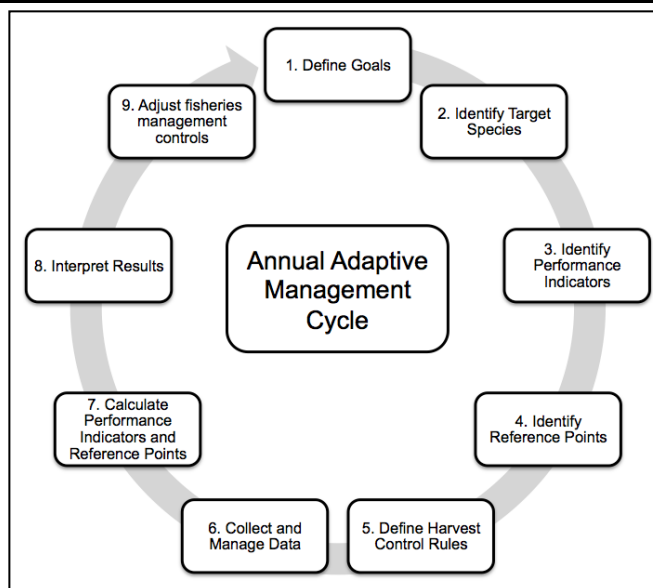 1. Define Goals
2. Identify Target
Species
3. Identify
Performance
Indicators
4. Identify
Reference Points
5. Define Harvest
Control Rules
6. Collect and
Manage Data
7. Calculate
Performance
Indicators and
Reference Points
8. Interpret Results
9. Adjust fisheries
management
controls
Annual Adaptive
Management
Cycle